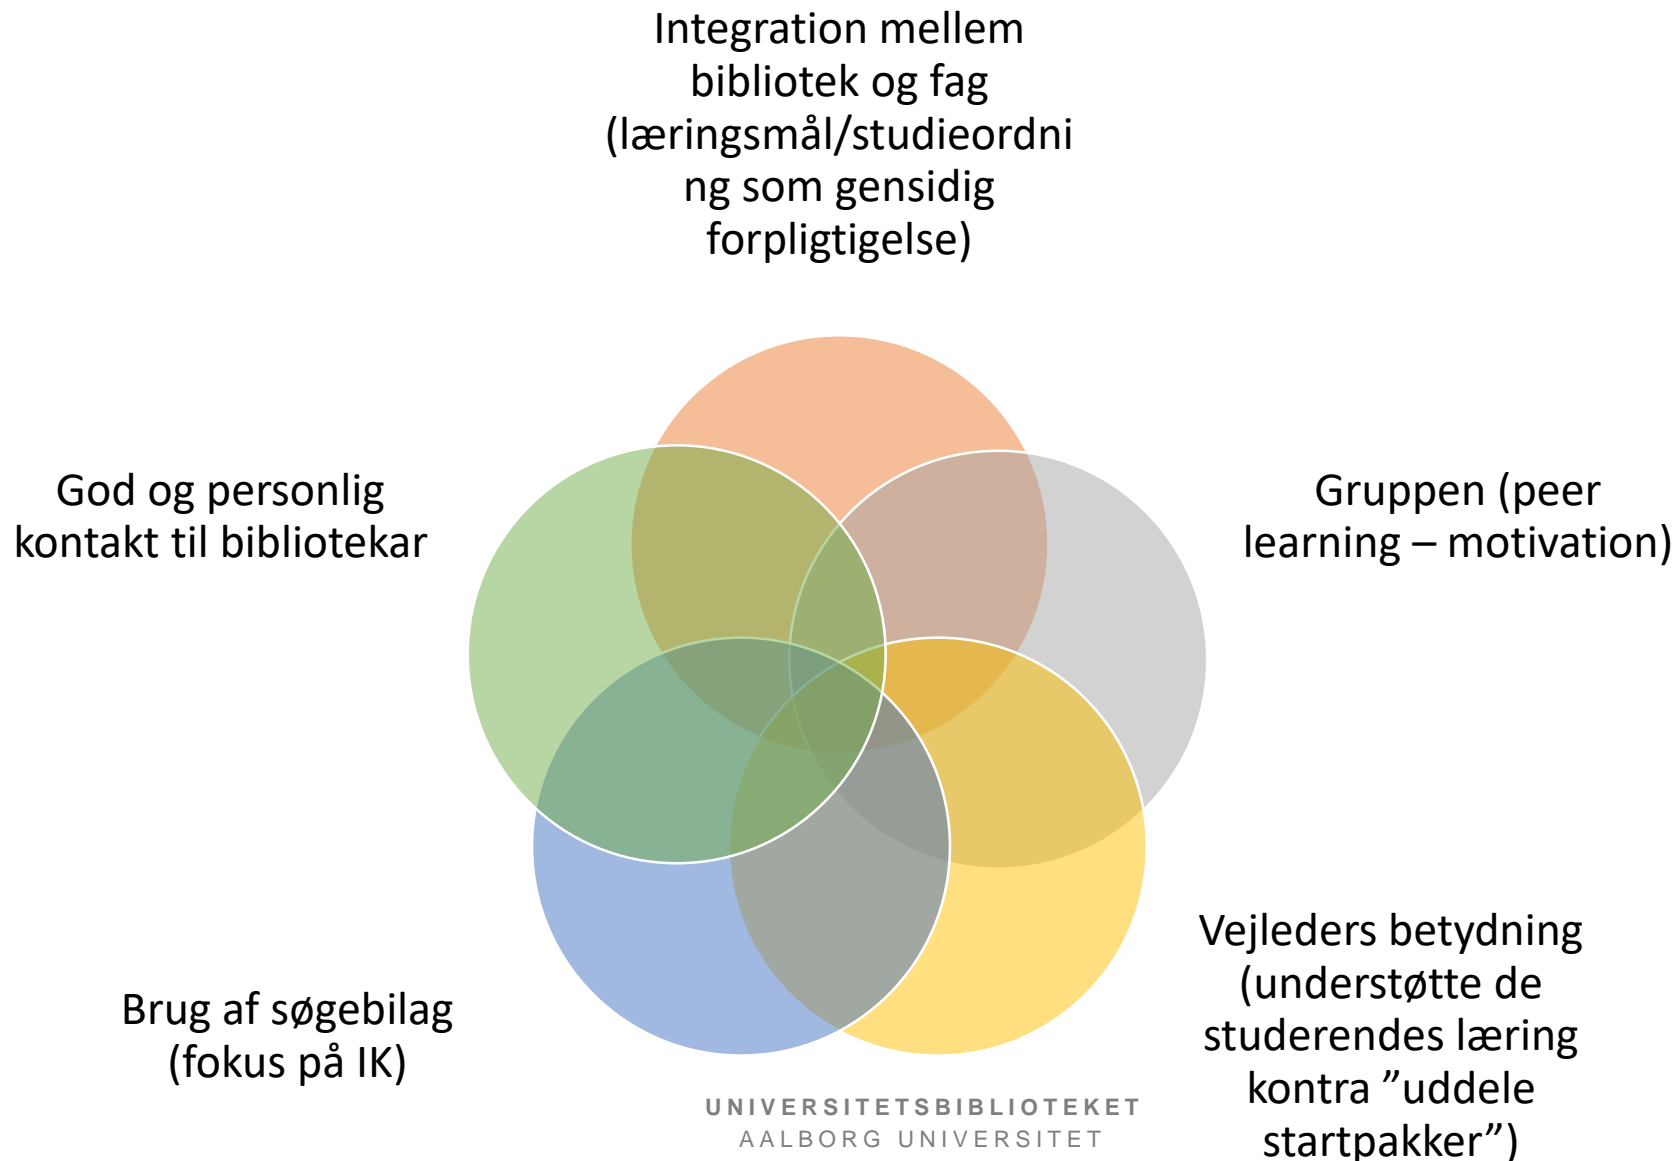 Integration mellem
bibliotek og fag
(læringsmål/studieordni
ng som gensidig
forpligtigelse)
God og personlig
kontakt til bibliotekar
Gruppen (peer
learning – motivation)
Brug af søgebilag
(fokus på IK)
Vejleders betydning
(understøtte de
studerendes læring
kontra ”uddele
startpakker”)
UNIVERSITETSBIBLIOTEKET
AALBORG UNIVERSITET